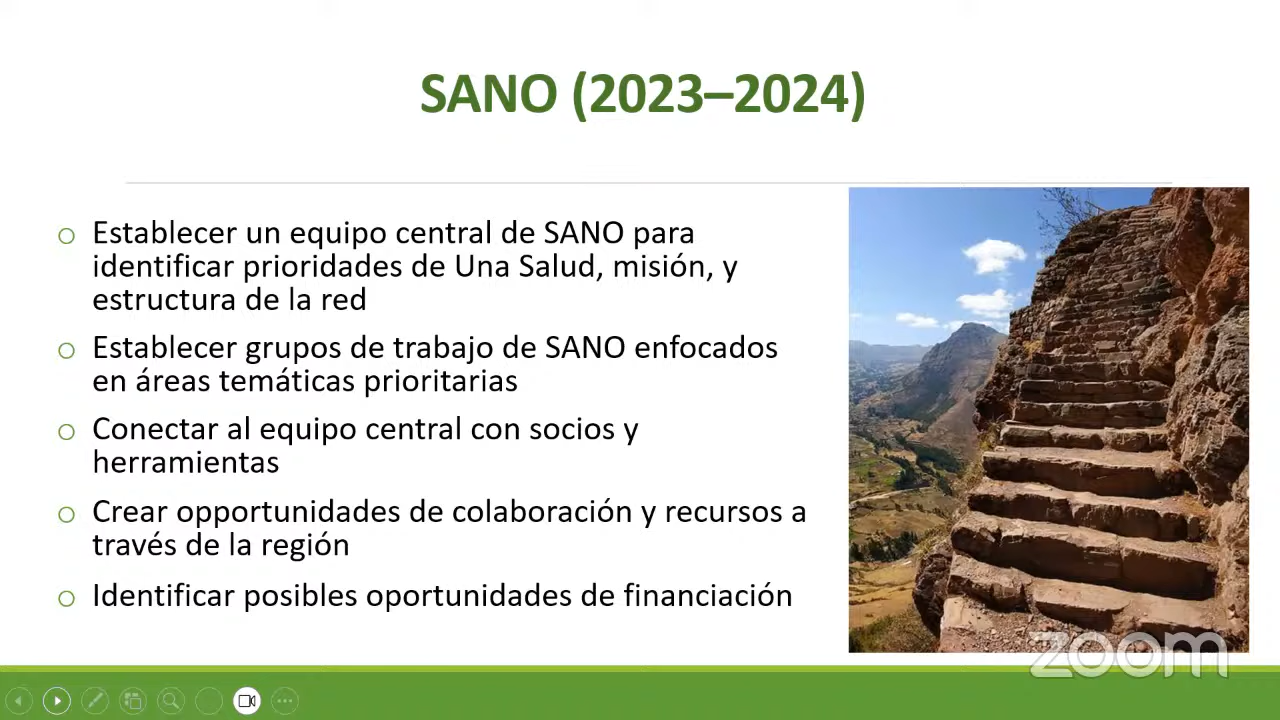 SANO (2023–2024)
o Establecer un equipo central de SANO para
identificar prioridades de Una Salud, misión, y
estructura de la red
o Establecer grupos de trabajo de SANO enfocados
en áreas temáticas prioritarias
o Conectar al equipo central con socios y
herramientas
o Crear opportunidades de colaboración y recursos a
través de la región
o Identificar posibles oportunidades de financiación
zoom